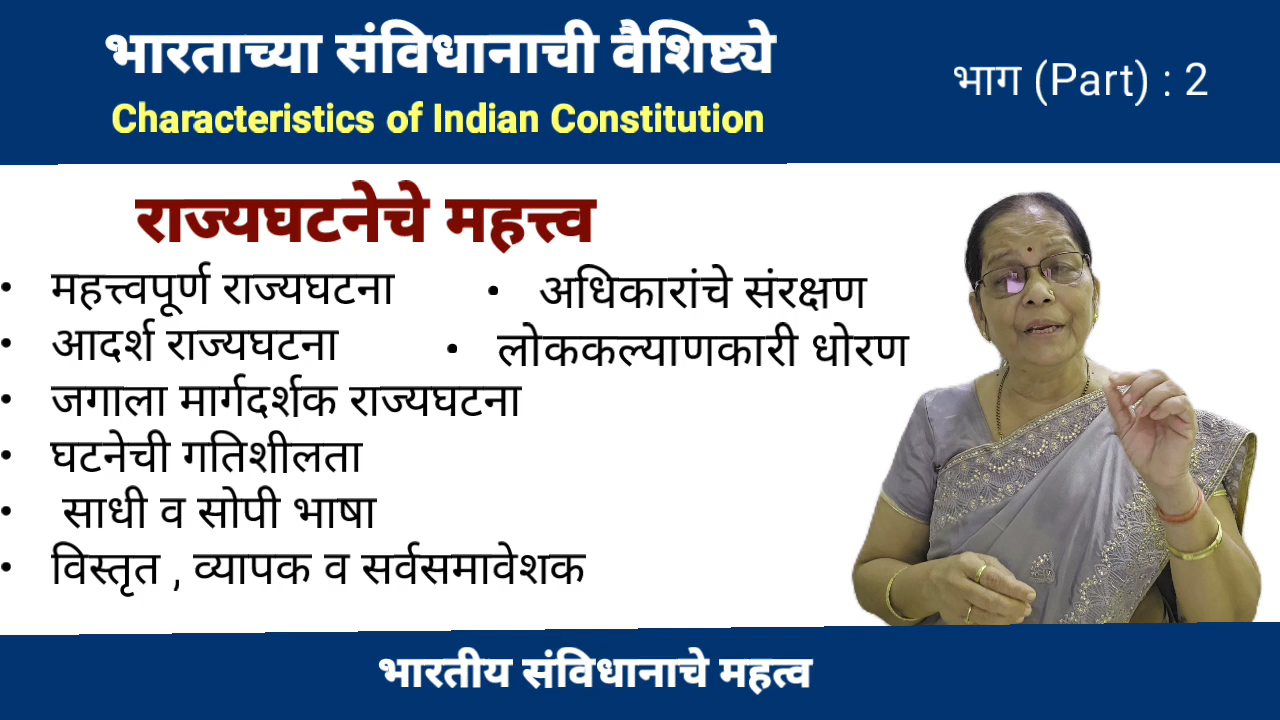 भारताच्या संविधानाची वैशिष्ट्ये
Characteristics of Indian Constitution
भाग (Part) : 2
राज्यघटनेचे महत्त्व
• महत्त्वपूर्ण राज्यघटना
• आदर्श राज्यघटना
• जगाला मार्गदर्शक राज्यघटना
• घटनेची गतिशीलता
• साधी व सोपी भाषा
• विस्तृत , व्यापक व सर्वसमावेशक
• अधिकारांचे संरक्षण
• लोककल्याणकारी धोरण
भारतीय संविधानाचे महत्व